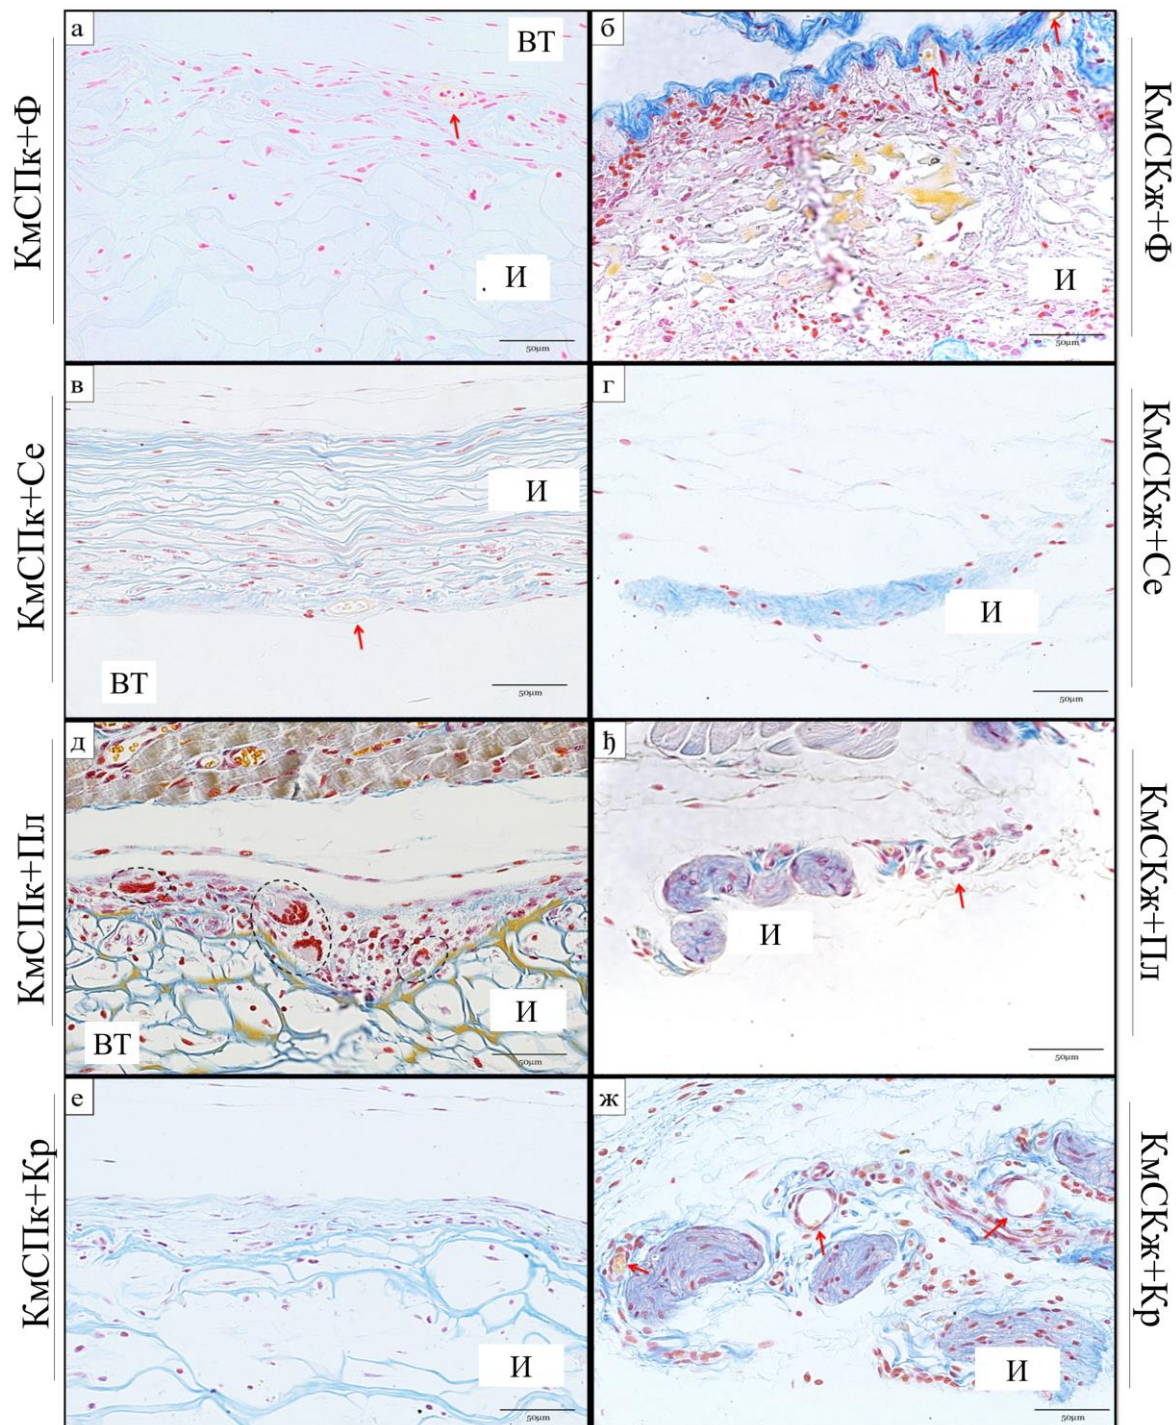 КмСПк+Ф
а
ВТ
И
50μm
б
И
50μm
КмСКж+Ф
КмСПк+Се
в
И
ВТ
50μm
г
И
50μm
КмСКж+Се
КмСПк+Пл
д
И
ВТ
50μm
ђ
И
50μm
КмСКж+Пл
КмСПк+Кр
е
И
50μm
ж
И
50μm
КмСКж+Кр